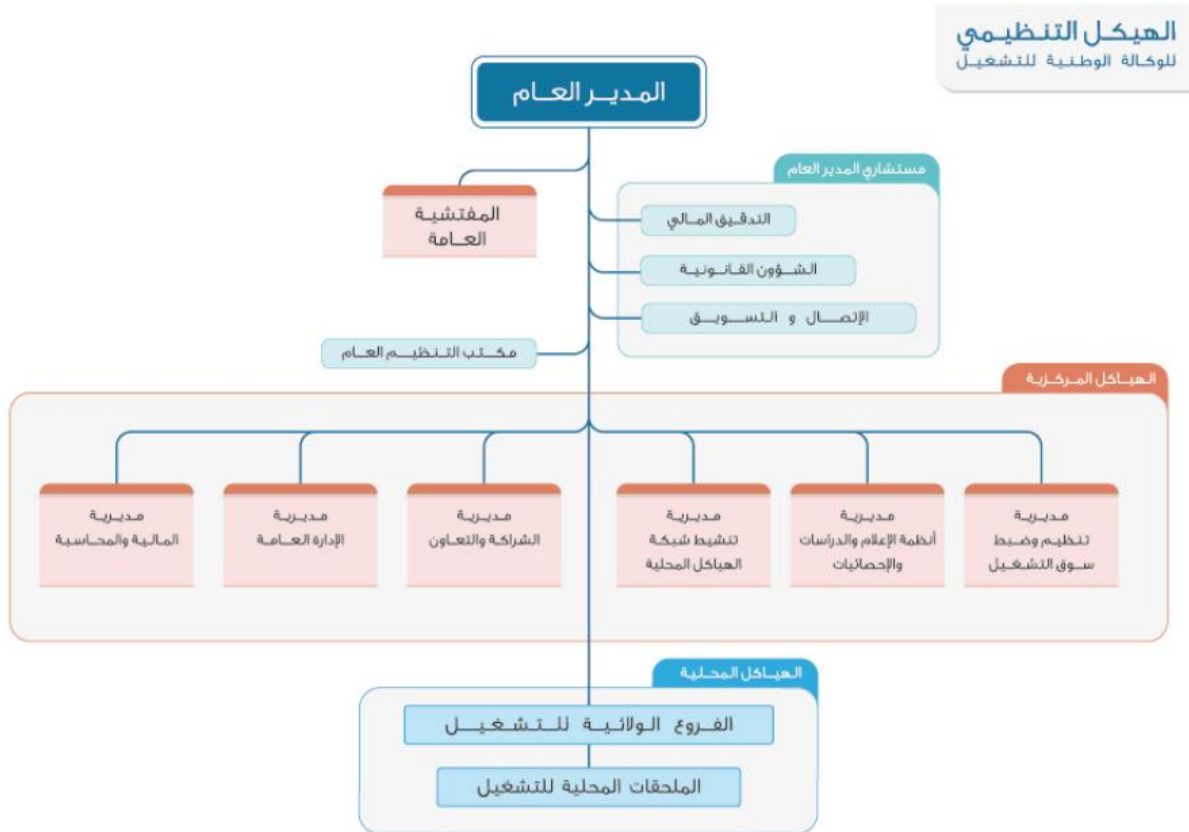 الهيكل التنظيمي
للوكالة الوطنية للتشغيل
المدير العام
مستشاري المدير العام
التدقيق المالي
الشؤون القانونية
الإتصال و التسويق
المفتشية
العامة
مكتب التنظيم العام
الهياكل المركزية
مديرية
تنظيم وضبط
سوق التشغيل
مديرية
أنظمة الإعلام والدراسات
والإحصائيات
مديرية
تنشيط شبكة
الهياكل المحلية
مديرية
الشراكة والتعاون
مديرية
الإدارة العامة
مديرية
المالية والمحاسبة
الهياكل المحلية
الفروع الولائية للتشغيل
الملحقات المحلية للتشغيل